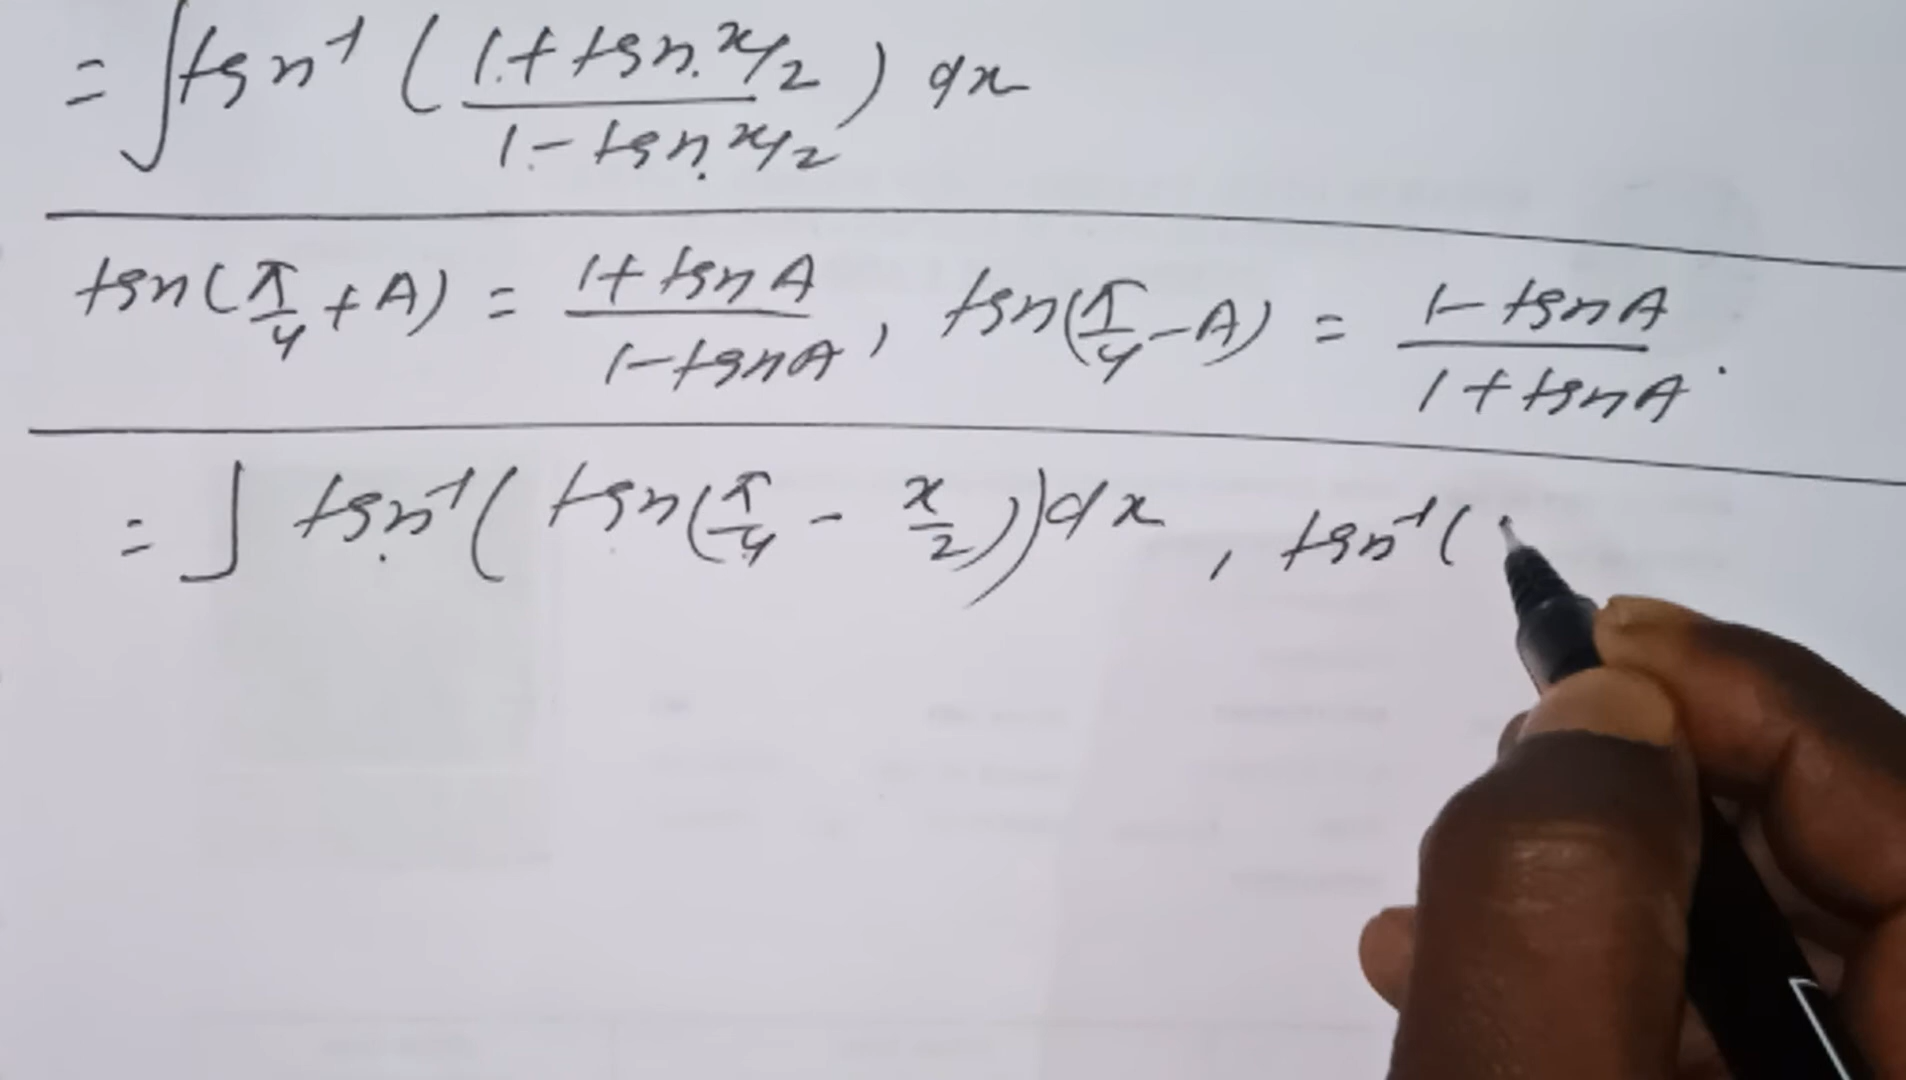 = ∫tan⁻¹ ( (1 + tan x/2) / (1 - tan x/2) ) dx
tan(π/4 + A) = (1 + tan A) / (1 - tan A), tan(π/4 - A) = (1 - tan A) / (1 + tan A).
= ∫ tan⁻¹( tan(π/4 - x/2))dx, tan⁻¹(